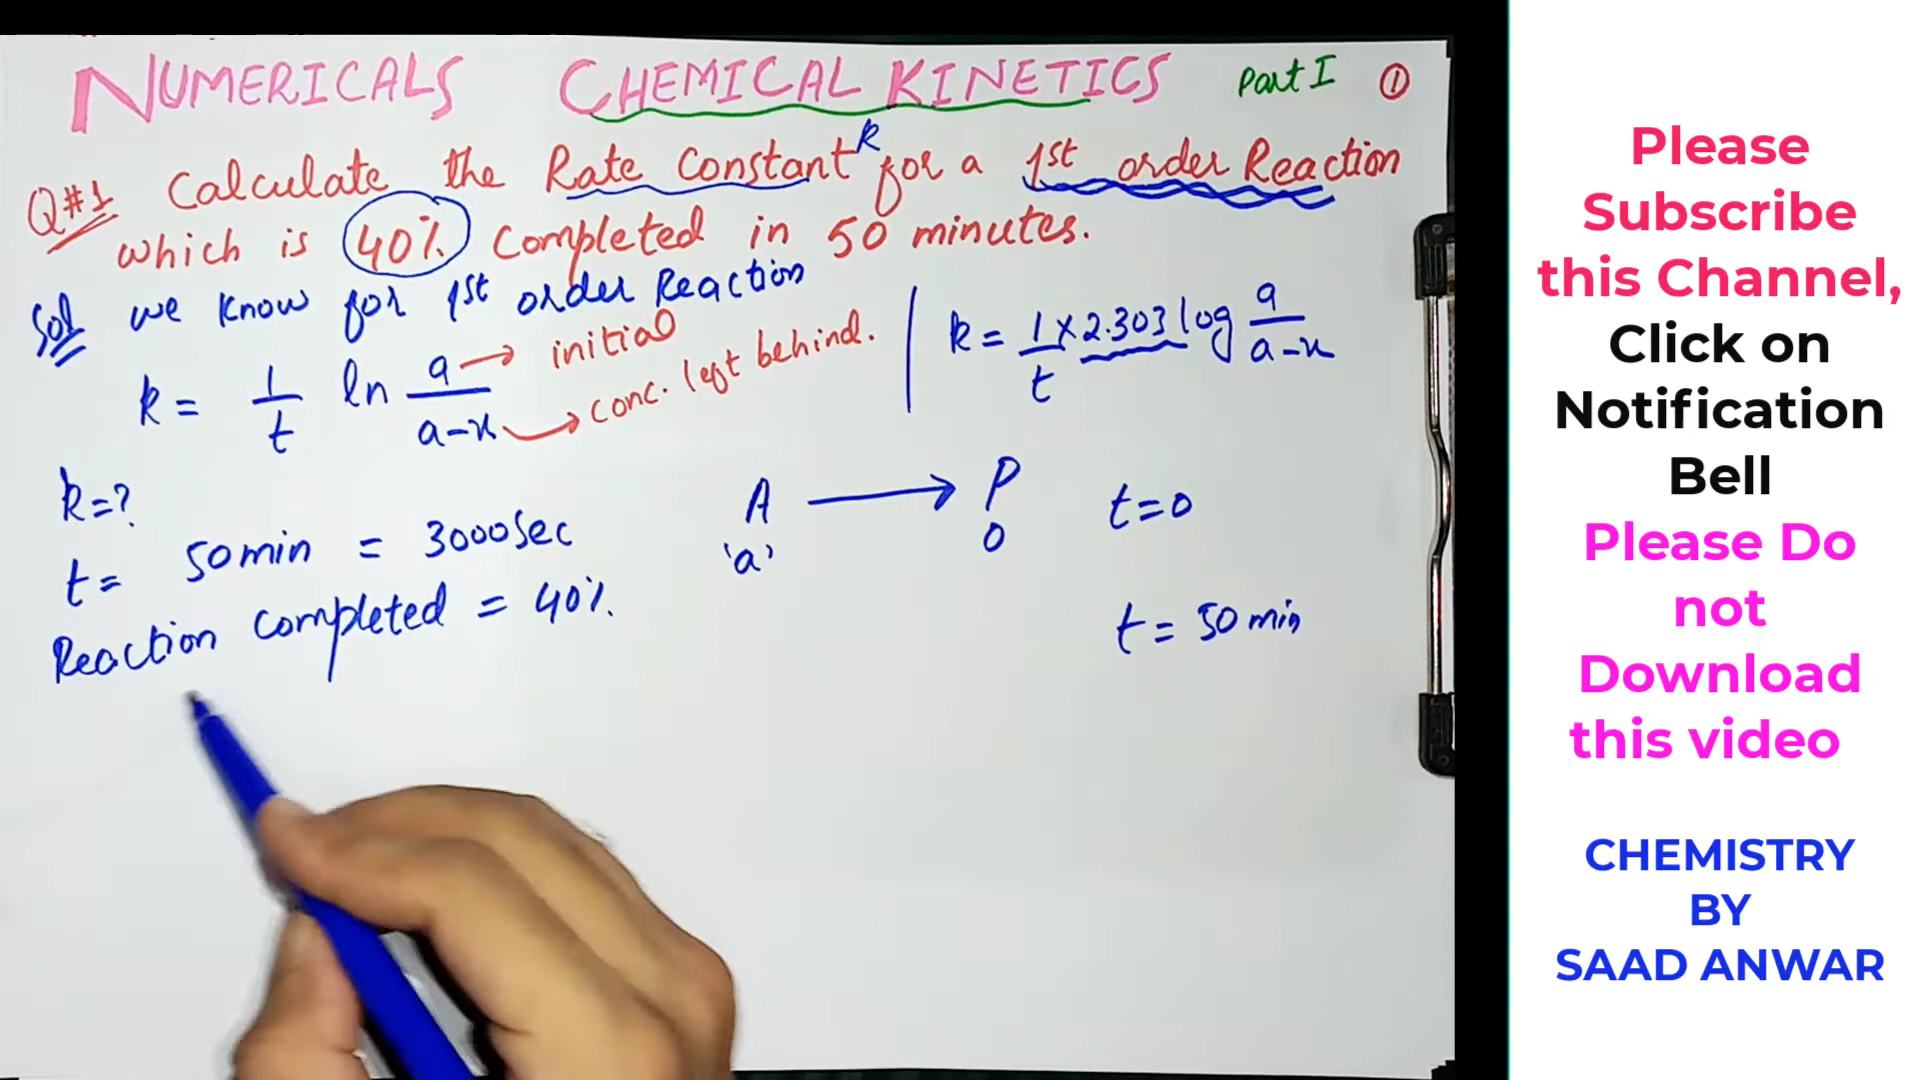 NUMERICALS CHEMICAL KINETICS Part I ①
Q#1 Calculate the Rate Constant k for a 1st order Reaction
which is 40% Completed in 50 minutes.
Sol we know for 1st order Reaction
k = 1/t ln a/a-x → initial → conc. left behind.
k = 1/t × 2.303 log a/a-x
k=?
t= 50min = 3000Sec
Reaction Completed = 40%.
A → P t=0
'a' 0
t = 50 min
Please
Subscribe
this Channel,
Click on
Notification
Bell
Please Do
not
Download
this video
CHEMISTRY
BY
SAAD ANWAR